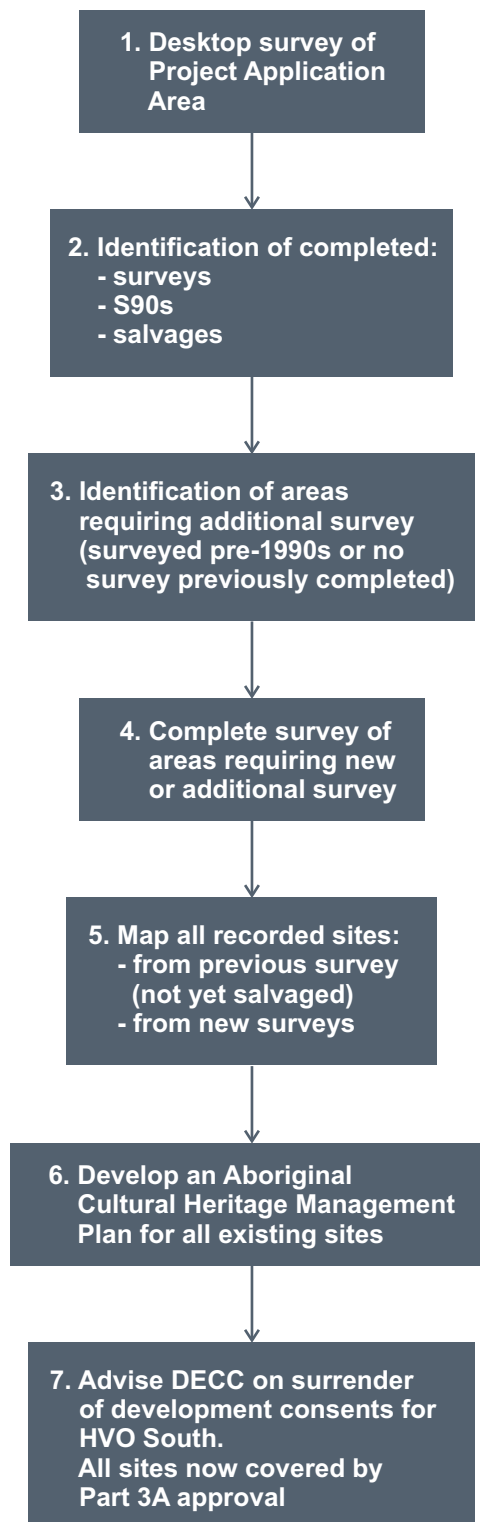 1. Desktop survey of
Project Application
Area
2. Identification of completed:
- surveys
- S90s
- salvages
3. Identification of areas
requiring additional survey
(surveyed pre-1990s or no
survey previously completed)
4. Complete survey of
areas requiring new
or additional survey
5. Map all recorded sites:
- from previous survey
(not yet salvaged)
- from new surveys
6. Develop an Aboriginal
Cultural Heritage Management
Plan for all existing sites
7. Advise DECC on surrender
of development consents for
HVO South.
All sites now covered by
Part 3A approval